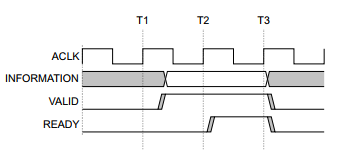 T1 T2 T3
ACLK
INFORMATION
VALID
READY